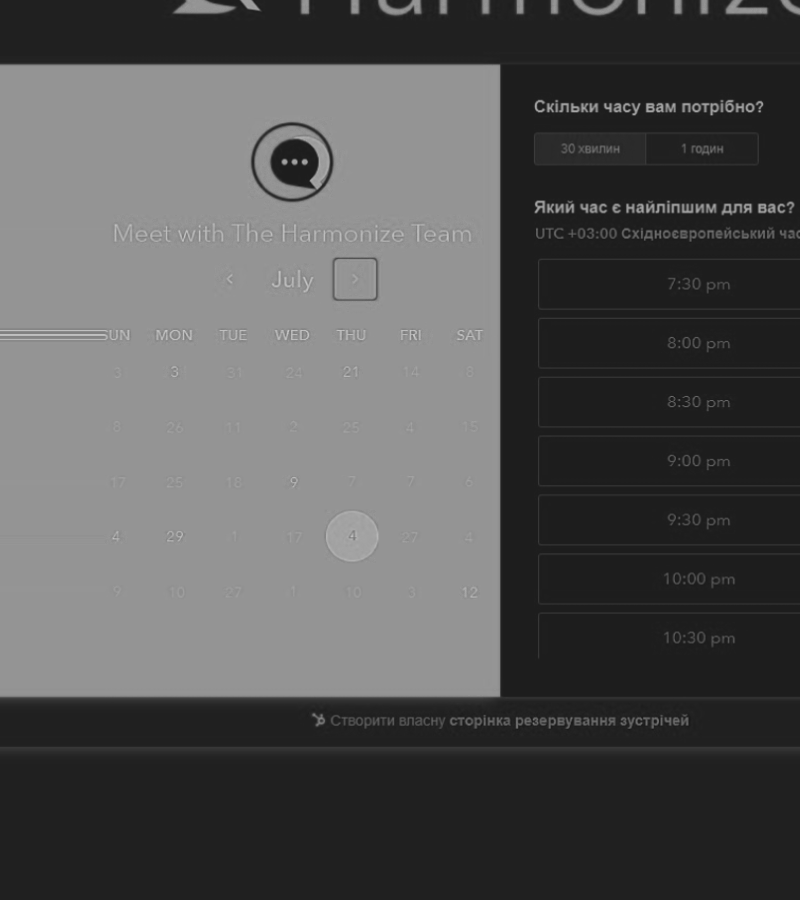 Harmonize
Meet with The Harmonize Team
July
SUN MON TUE WED THU FRI SAT
3 3 31 24 21 14 8
8 26 11 2 25 4 15
17 25 18 9 7 7 6
4 29 1 17 4 27 4
9 10 27 1 10 3 12
Скільки часу вам потрібно?
30 хвилин 1 годин
Який час є найліпшим для вас?
UTC +03:00 Східноєвропейський час
7:30 pm
8:00 pm
8:30 pm
9:00 pm
9:30 pm
10:00 pm
10:30 pm
Створити власну сторінка резервування зустрічей